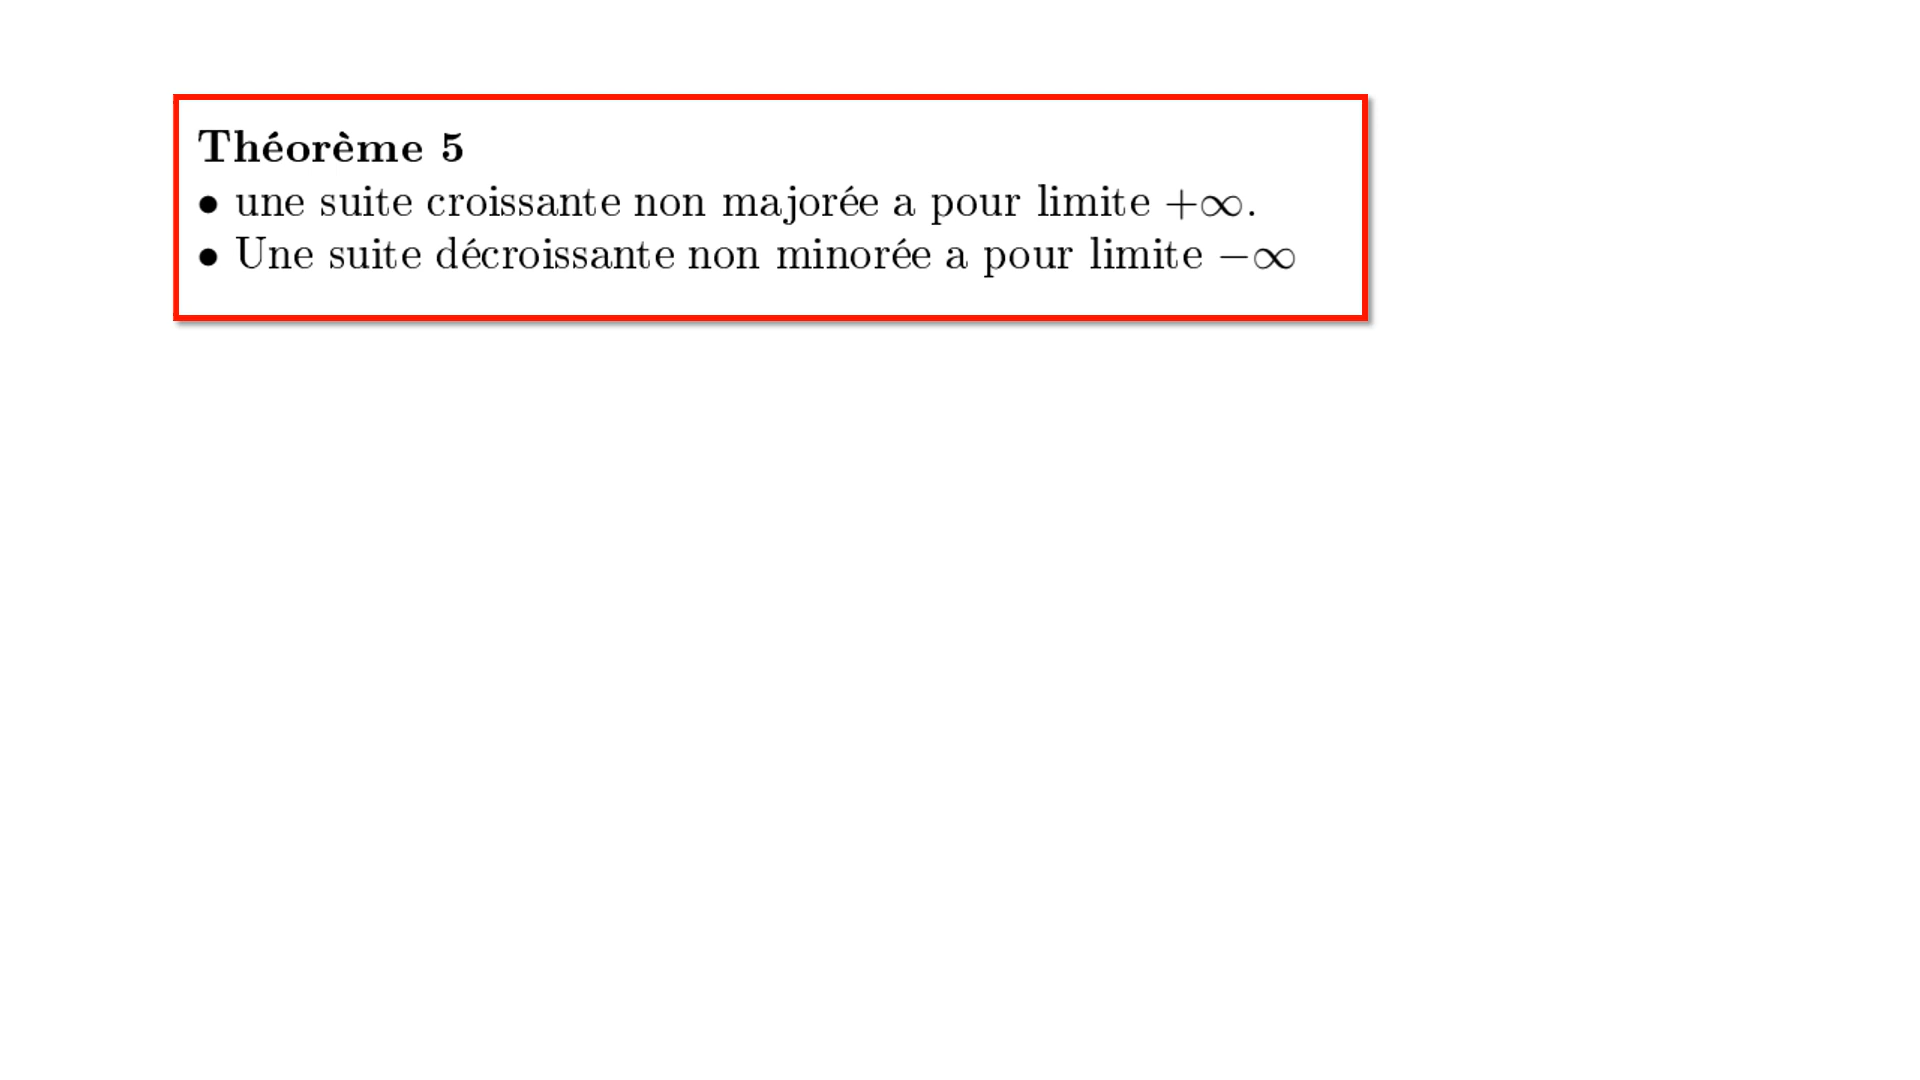 Théorème 5
• une suite croissante non majorée a pour limite +∞.
• Une suite décroissante non minorée a pour limite −∞